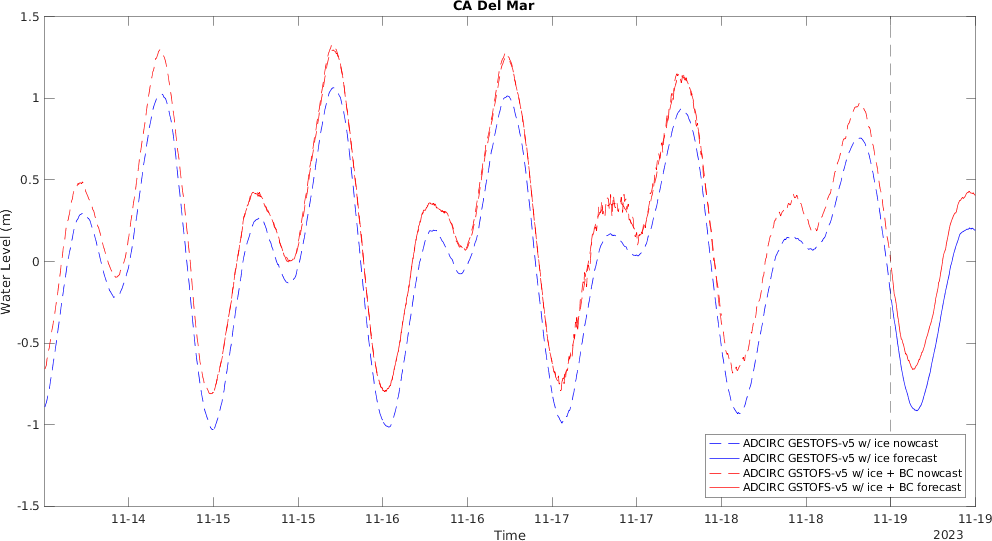 CA Del Mar
1.5
1
0.5
0
-0.5
-1
-1.5
Water Level (m)
11-14
11-15
11-15
11-16
11-16
11-17
11-17
11-18
11-18
11-19
11-19
Time
2023
ADCIRC GESTOFS-v5 w/ ice nowcast
ADCIRC GESTOFS-v5 w/ ice forecast
ADCIRC GSTOFS-v5 w/ ice + BC nowcast
ADCIRC GSTOFS-v5 w/ ice + BC forecast